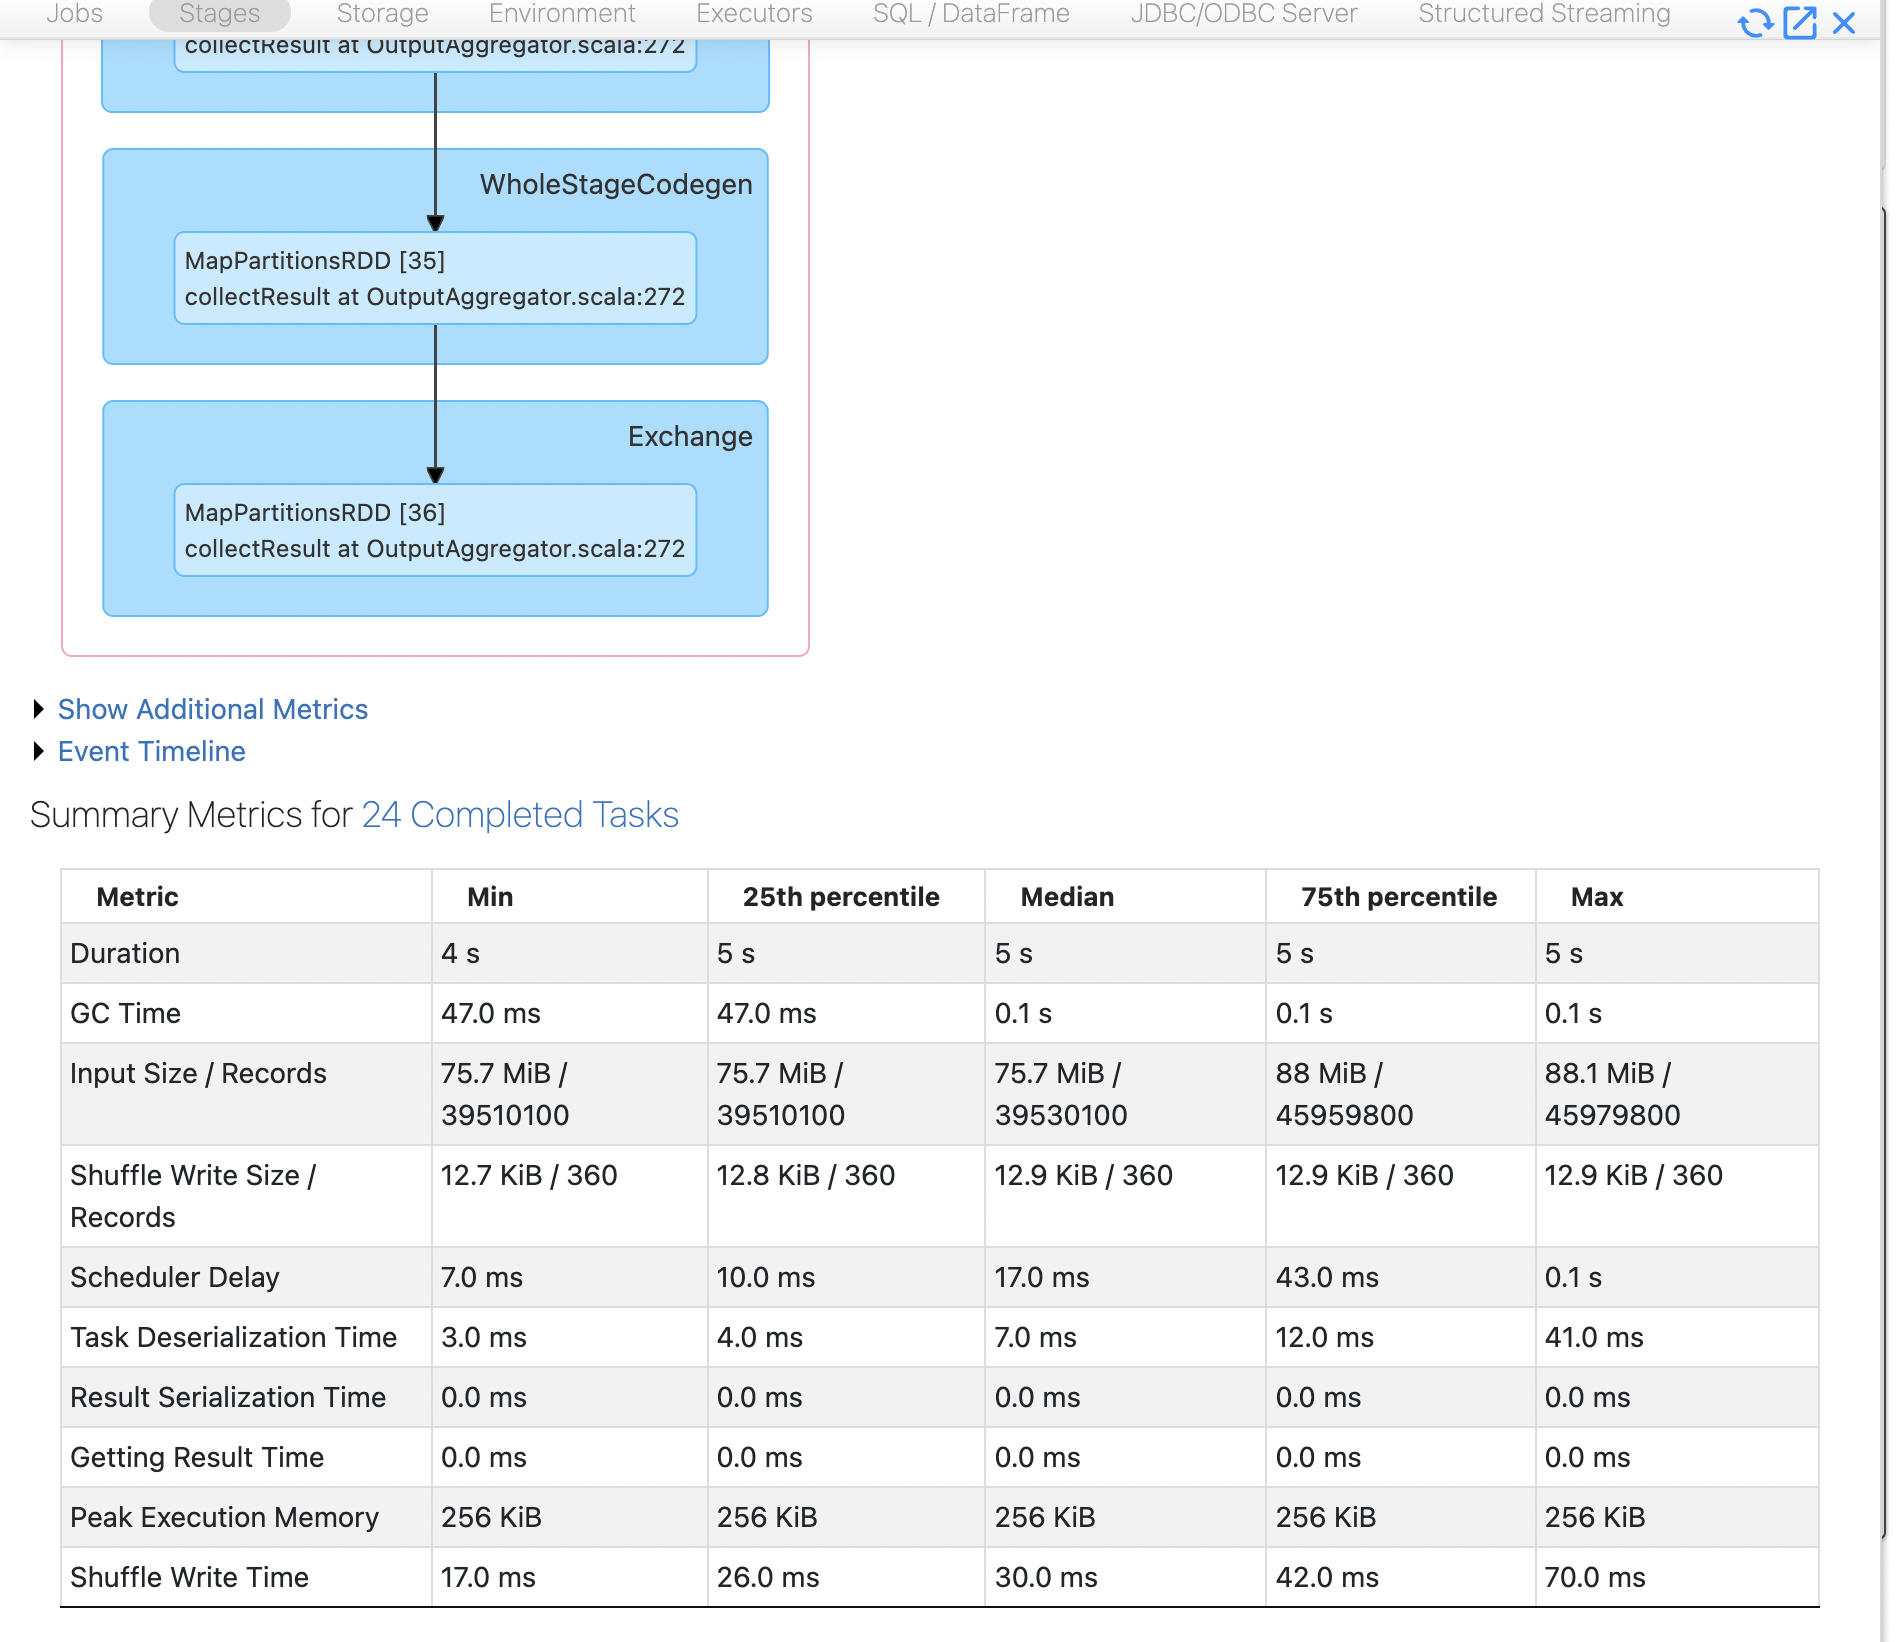 Jobs Stages Storage Environment Executors SQL / DataFrame JDBC/ODBC Server Structured Streaming
collectResult at OutputAggregator.scala:272
WholeStageCodegen
MapPartitionsRDD [35]
collectResult at OutputAggregator.scala:272
Exchange
MapPartitionsRDD [36]
collectResult at OutputAggregator.scala:272
Show Additional Metrics
Event Timeline
Summary Metrics for 24 Completed Tasks
Metric Min 25th percentile Median 75th percentile Max
Duration 4 s 5 s 5 s 5 s 5 s
GC Time 47.0 ms 47.0 ms 0.1 s 0.1 s 0.1 s
Input Size / Records 75.7 MiB / 75.7 MiB / 75.7 MiB / 88 MiB / 88.1 MiB /
39510100 39510100 39530100 45959800 45979800
Shuffle Write Size / 12.7 KiB / 360 12.8 KiB / 360 12.9 KiB / 360 12.9 KiB / 360 12.9 KiB / 360
Records
Scheduler Delay 7.0 ms 10.0 ms 17.0 ms 43.0 ms 0.1 s
Task Deserialization Time 3.0 ms 4.0 ms 7.0 ms 12.0 ms 41.0 ms
Result Serialization Time 0.0 ms 0.0 ms 0.0 ms 0.0 ms 0.0 ms
Getting Result Time 0.0 ms 0.0 ms 0.0 ms 0.0 ms 0.0 ms
Peak Execution Memory 256 KiB 256 KiB 256 KiB 256 KiB 256 KiB
Shuffle Write Time 17.0 ms 26.0 ms 30.0 ms 42.0 ms 70.0 ms